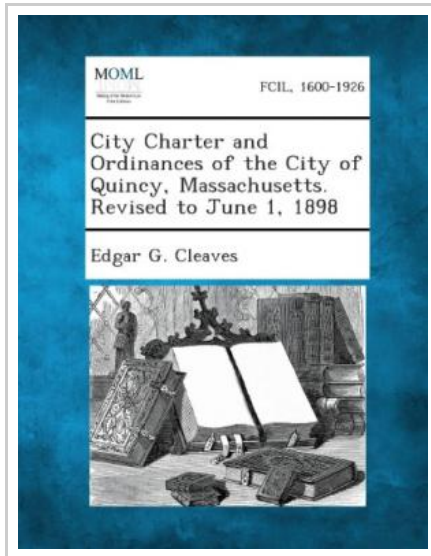 MOML
FCIL, 1600-1926
City Charter and
Ordinances of the City of
Quincy, Massachusetts.
Revised to June 1, 1898
Edgar G. Cleaves